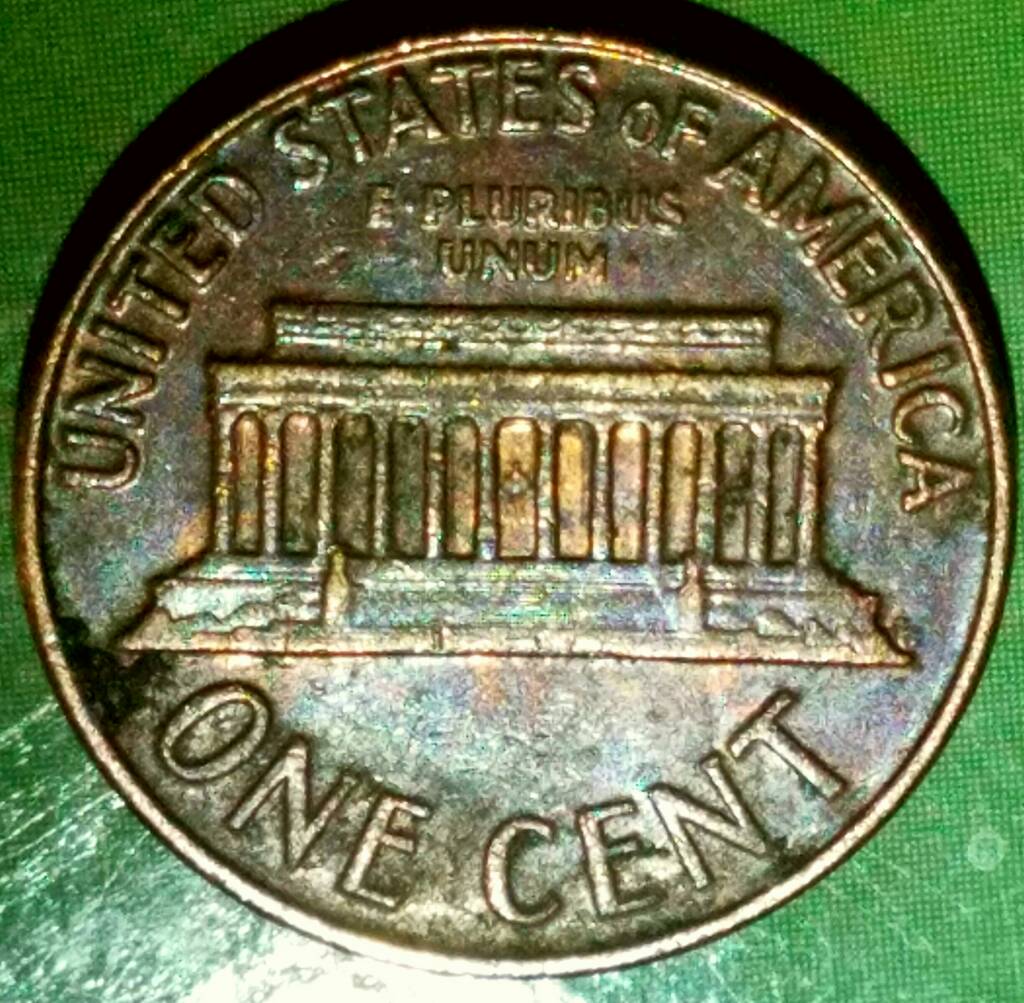 UNITED STATES OF AMERICA
E·PLURIBUS
UNUM
ONE CENT